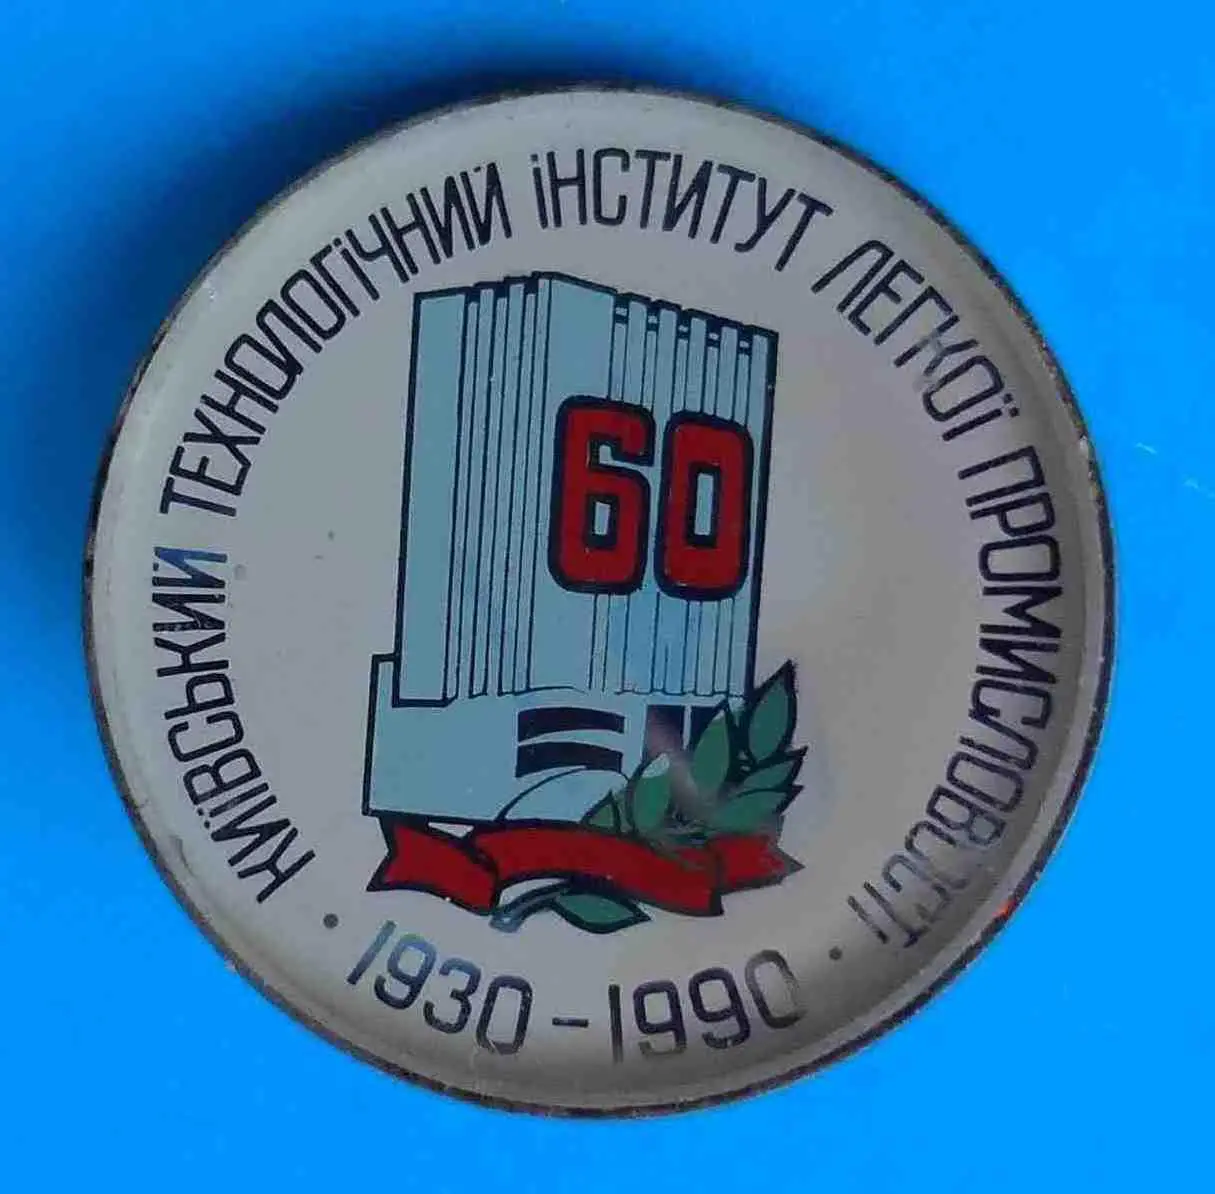 КИЇВСЬКИЙ ТЕХНОЛОГІЧНИЙ ІНСТИТУТ ЛЕГКОЇ ПРОМИСЛОВОСТІ
60
· 1930 - 1990 ·